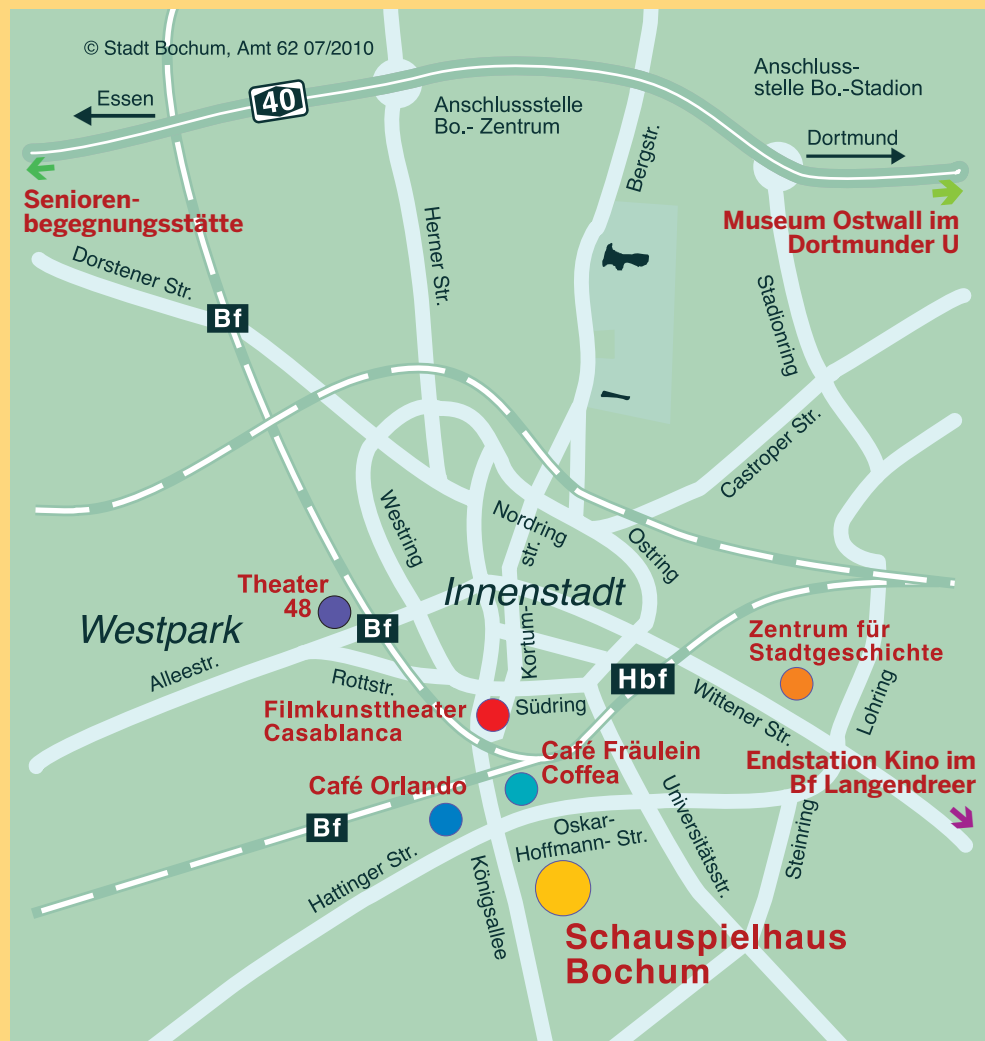 © Stadt Bochum, Amt 62 07/2010
Essen
40
Anschlussstelle
Bo.- Zentrum
Anschluss-
stelle Bo.-Stadion
Dortmund
Senioren-
begegnungsstätte
Museum Ostwall im
Dortmunder U
Bergstr.
Herner Str.
Dorstener Str.
Bf
Stadionring
Castroper Str.
Westring
Nordring
Ostring
Kortum-
str.
Innenstadt
Theater
48
Bf
Westpark
Alleestr.
Rottstr.
Hbf
Zentrum für
Stadtgeschichte
Wittener Str.
Lohring
Filmkunsttheater
Casablanca
Südring
Café Fräulein
Coffea
Endstation Kino im
Bf Langendreer
Café Orlando
Bf
Hattinger Str.
Oskar-
Hoffmann- Str.
Universitätsstr.
Steinring
Königsallee
Schauspielhaus
Bochum